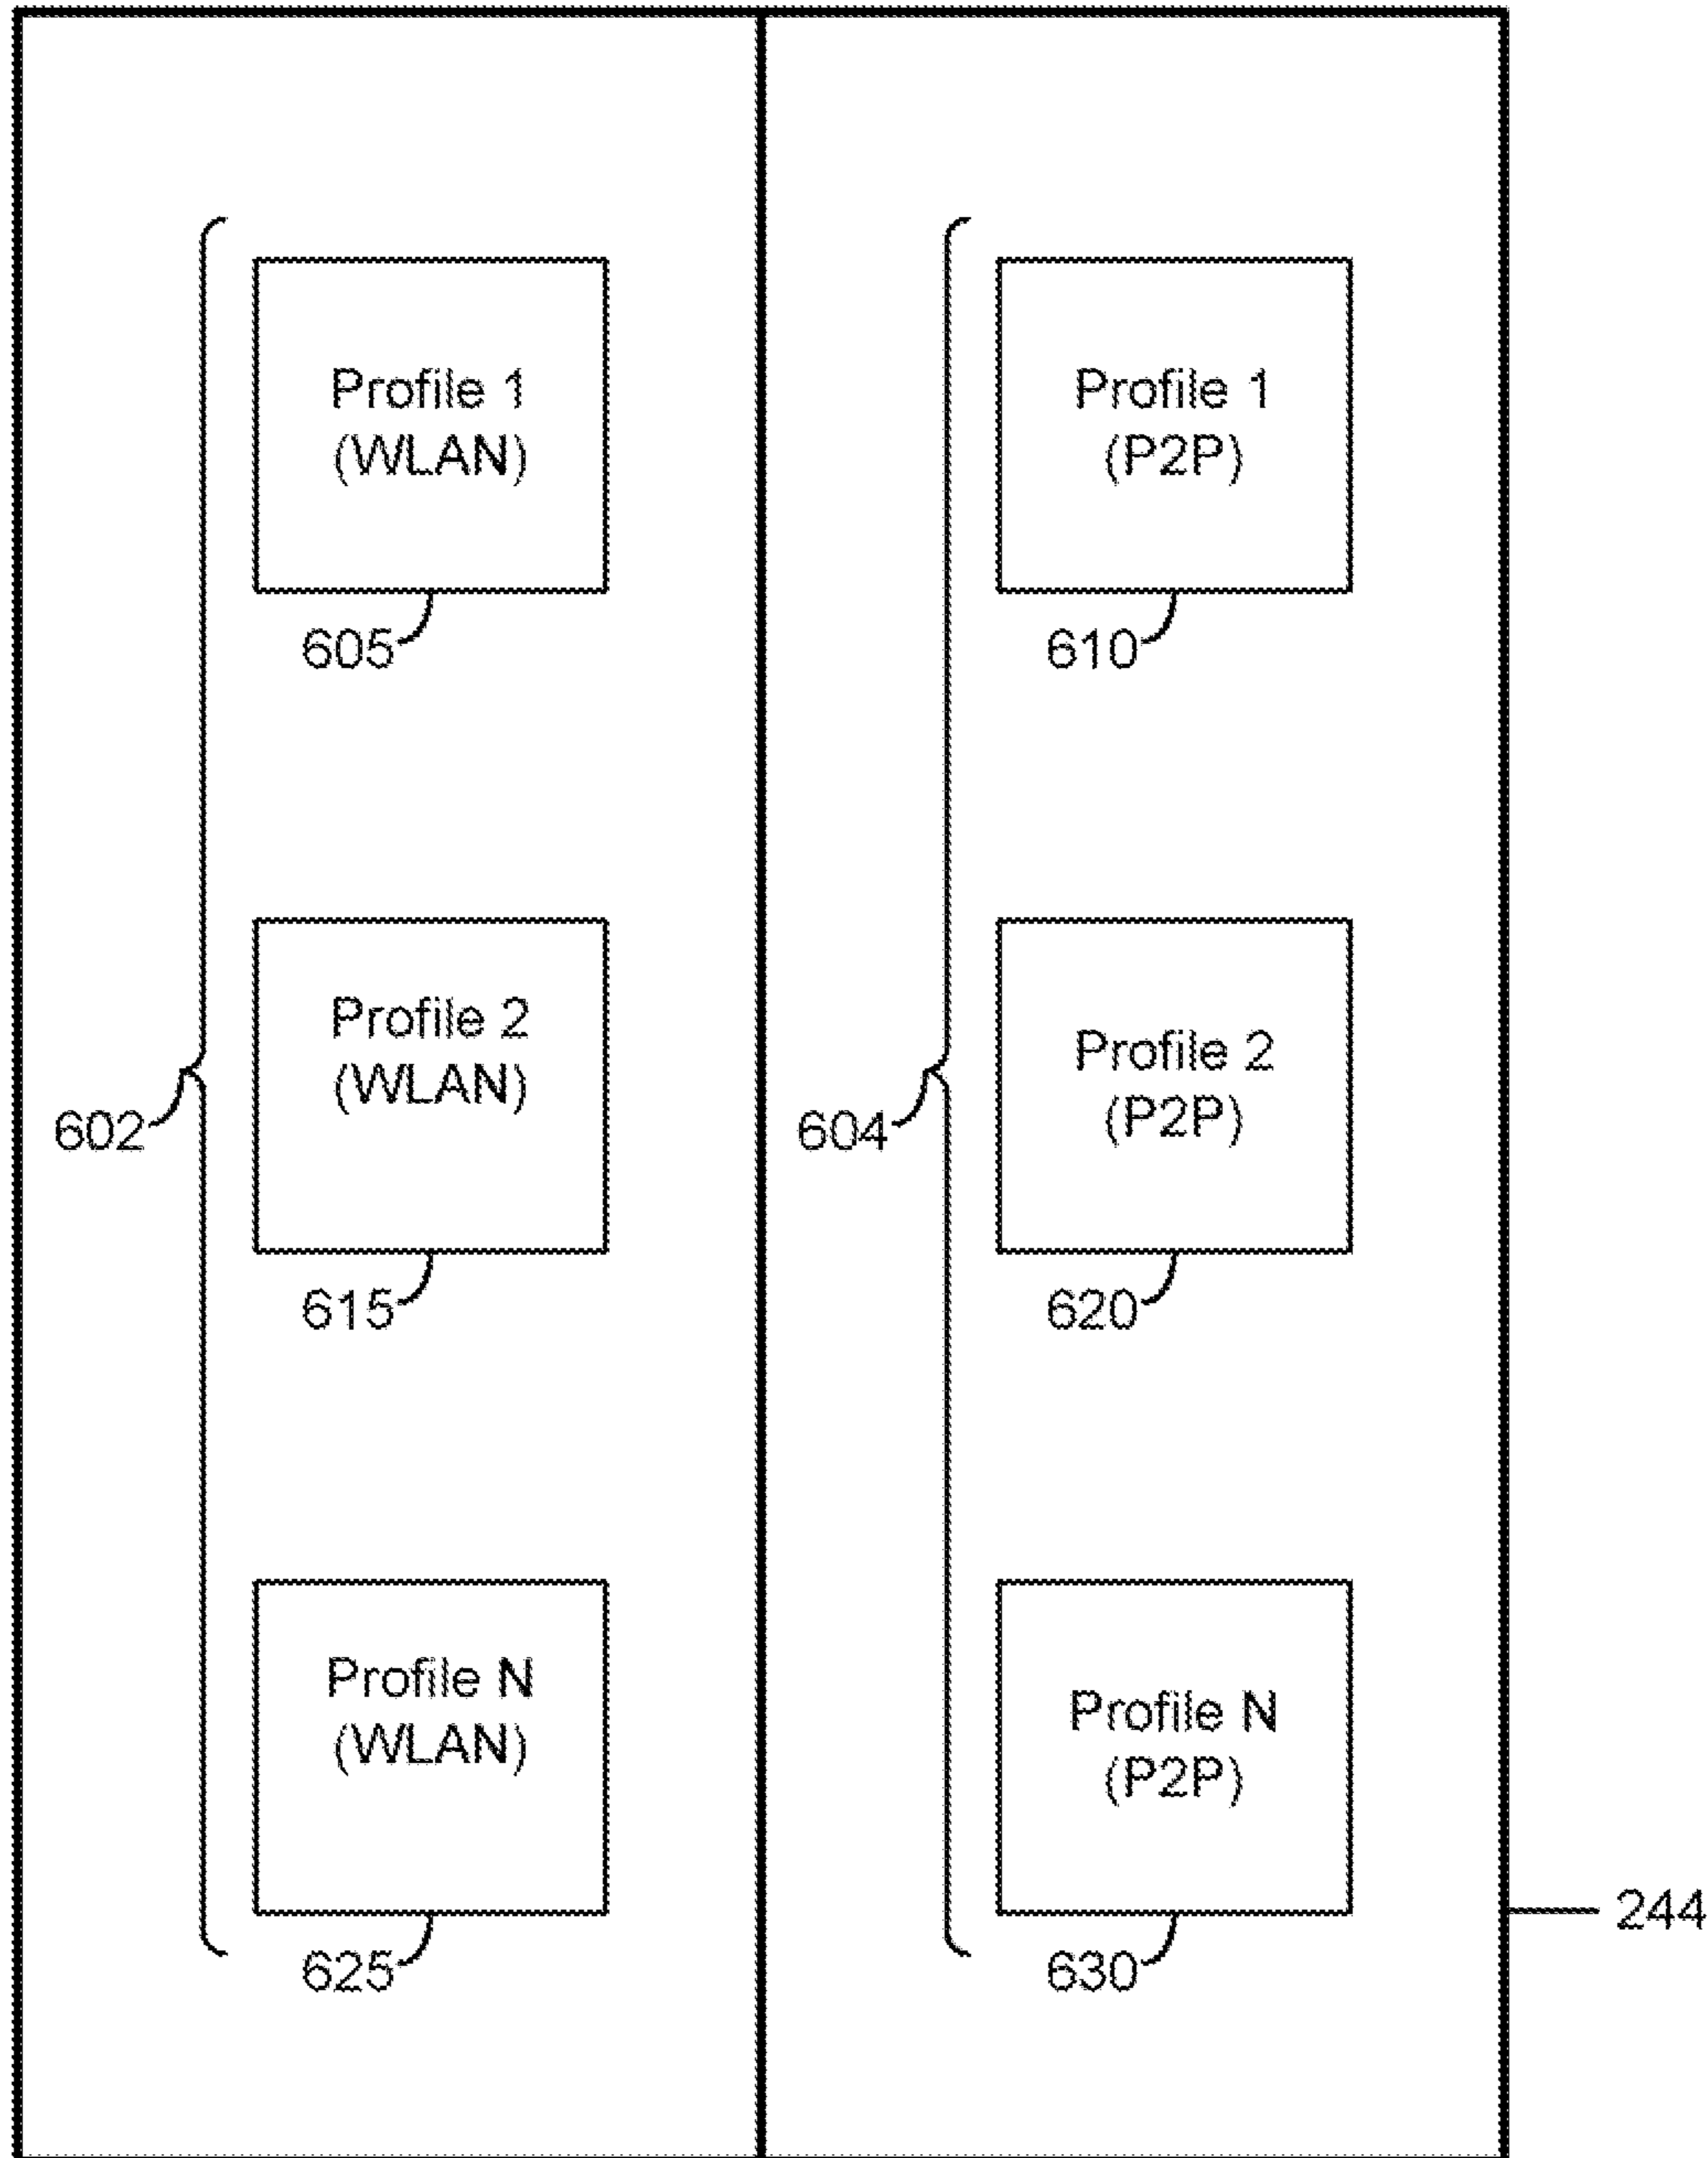 Profile 1
(WLAN)
605
Profile 1
(P2P)
610
602
Profile 2
(WLAN)
615
604
Profile 2
(P2P)
620
Profile N
(WLAN)
625
Profile N
(P2P)
630
244